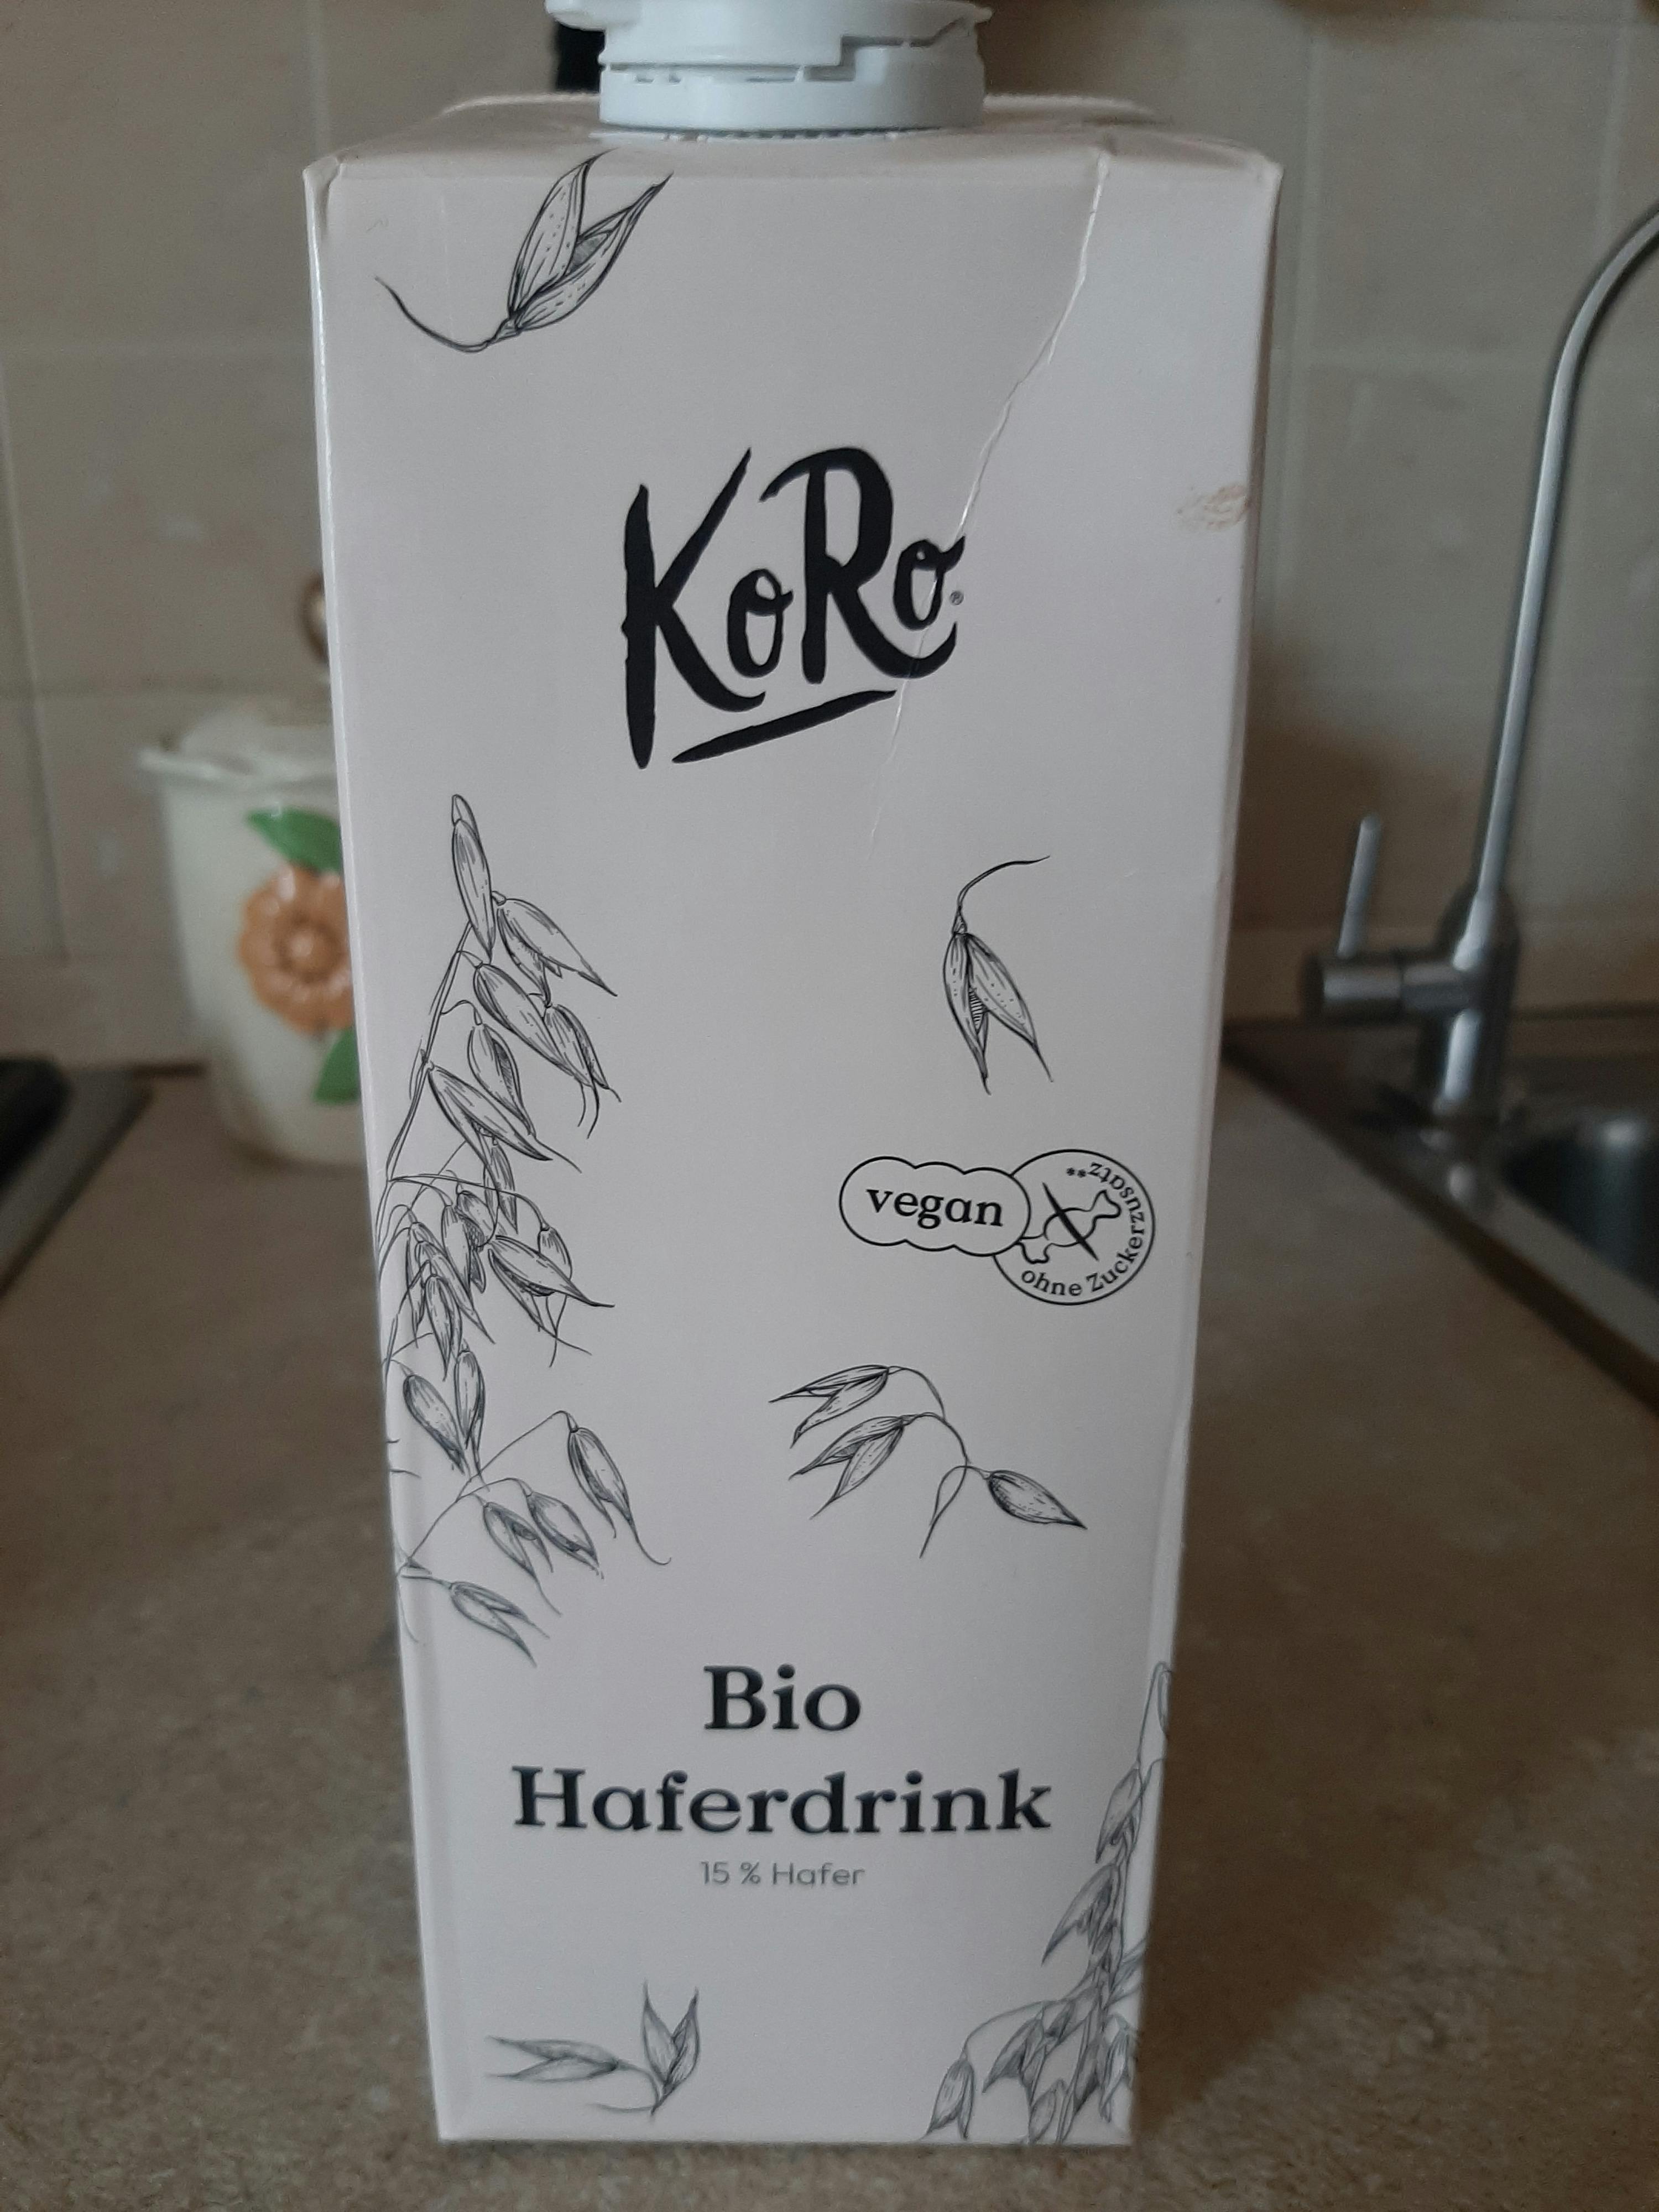 KoRo®
vegan
ohne Zuckerzusatz**
Bio
Haferdrink
15 % Hafer